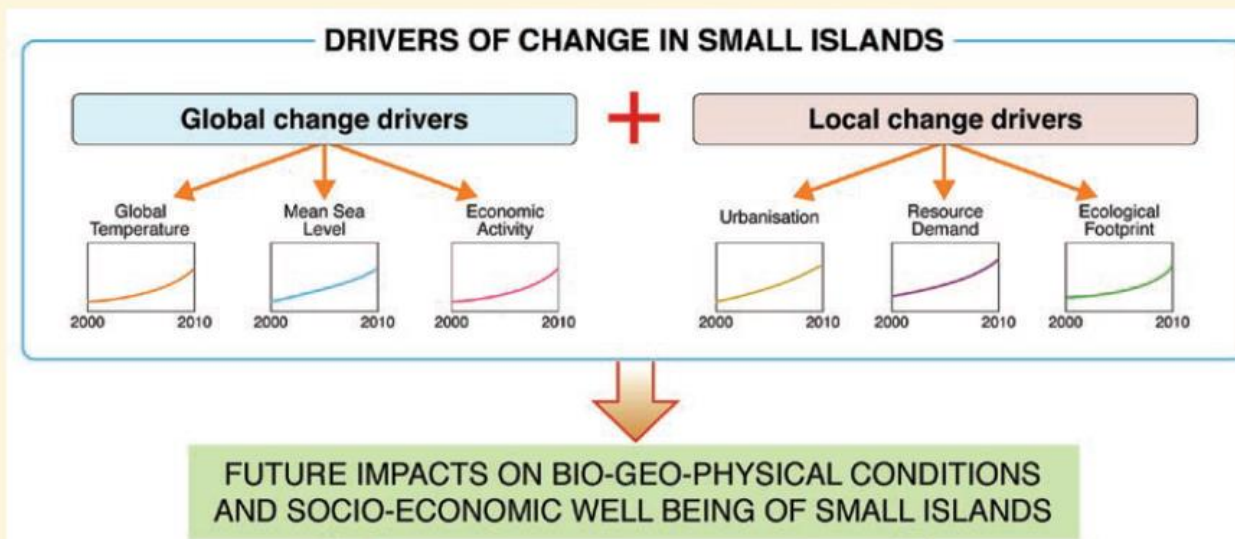 DRIVERS OF CHANGE IN SMALL ISLANDS
Global change drivers
+
Local change drivers
Global
Temperature
2000
2010
Mean Sea
Level
2000
2010
Economic
Activity
2000
2010
Urbanisation
2000
2010
Resource
Demand
2000
2010
Ecological
Footprint
2000
2010
FUTURE IMPACTS ON BIO-GEO-PHYSICAL CONDITIONS
AND SOCIO-ECONOMIC WELL BEING OF SMALL ISLANDS